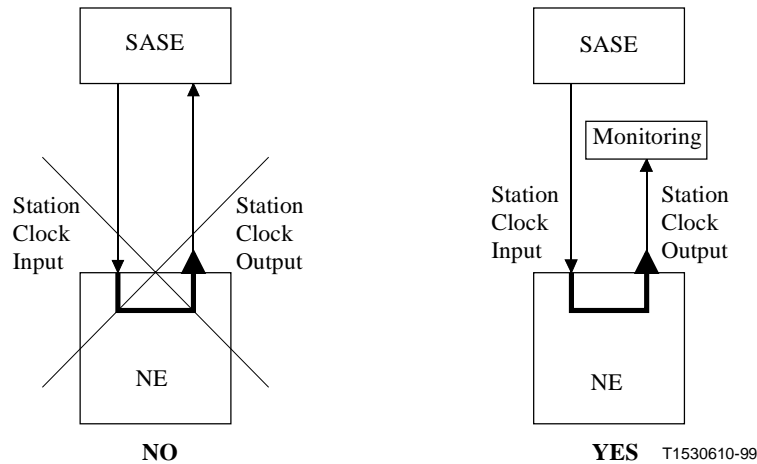 SASE
Station
Clock
Input
Station
Clock
Output
NE
NO
SASE
Monitoring
Station
Clock
Input
Station
Clock
Output
NE
YES
T1530610-99